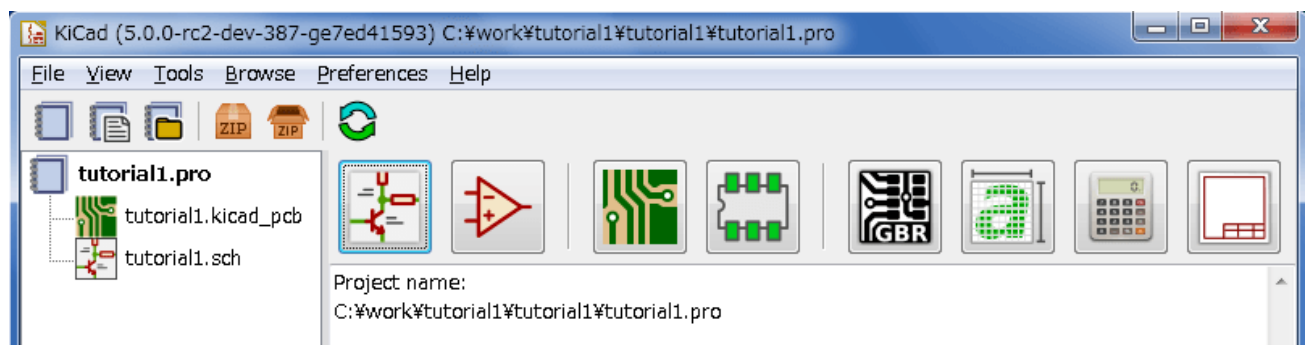 KiCad (5.0.0-rc2-dev-387-ge7ed41593) C:¥work¥tutorial1¥tutorial1¥tutorial1.pro
File View Tools Browse Preferences Help
ZIP ZIP
tutorial1.pro
tutorial1.kicad_pcb
tutorial1.sch
GBR
a
0.
Project name:
C:¥work¥tutorial1¥tutorial1¥tutorial1.pro